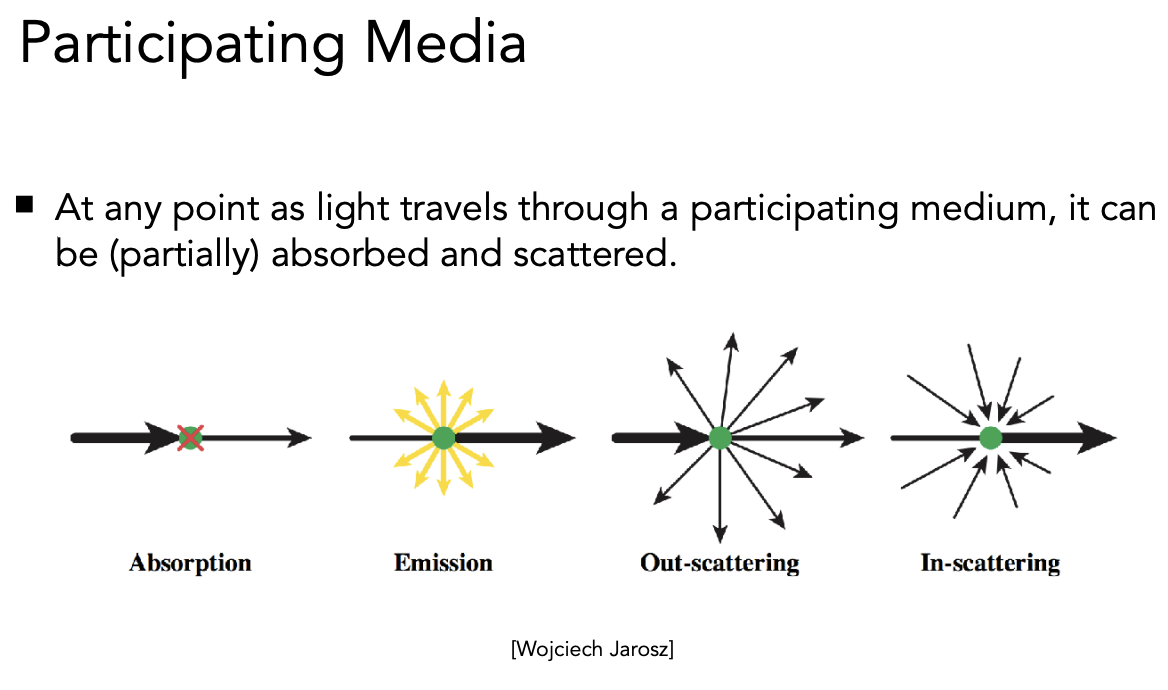 Participating Media
■ At any point as light travels through a participating medium, it can
be (partially) absorbed and scattered.
Absorption Emission Out-scattering In-scattering
[Wojciech Jarosz]